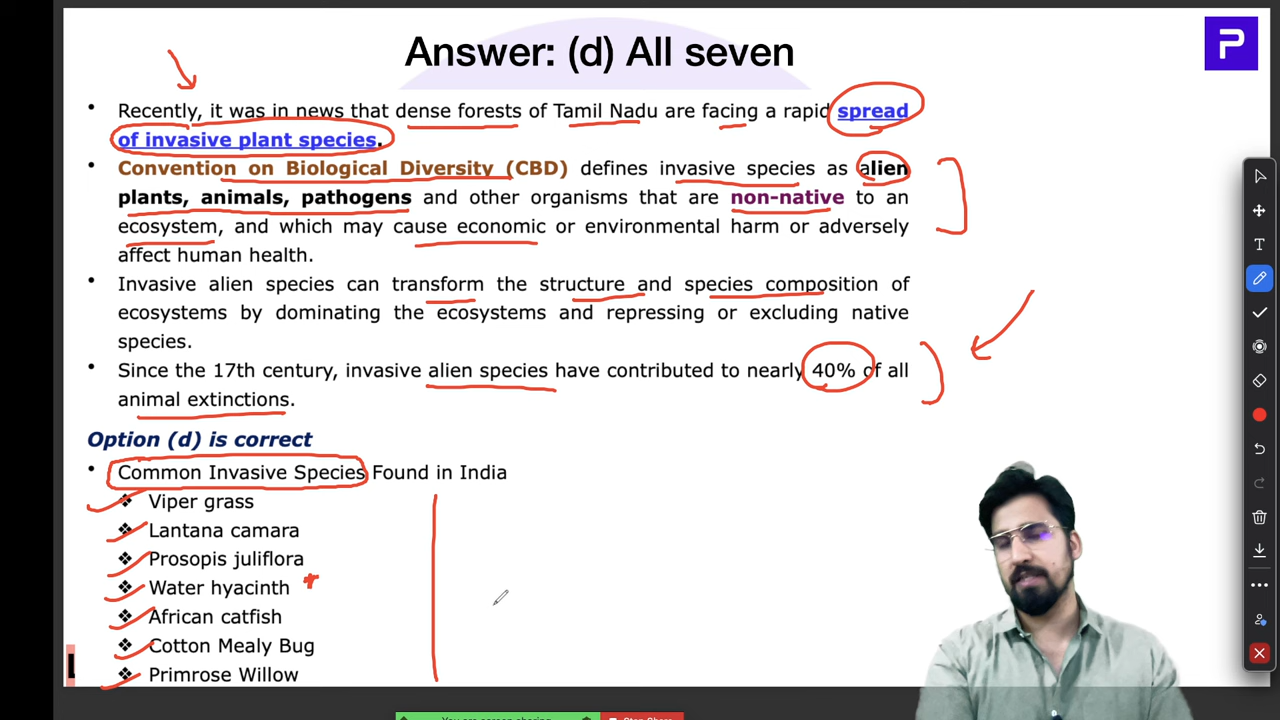 P
Answer: (d) All seven
• Recently, it was in news that dense forests of Tamil Nadu are facing a rapid spread
of invasive plant species.
• Convention on Biological Diversity (CBD) defines invasive species as alien
plants, animals, pathogens and other organisms that are non-native to an
ecosystem, and which may cause economic or environmental harm or adversely
affect human health.
• Invasive alien species can transform the structure and species composition of
ecosystems by dominating the ecosystems and repressing or excluding native
species.
• Since the 17th century, invasive alien species have contributed to nearly 40% of all
animal extinctions.
Option (d) is correct
• Common Invasive Species Found in India
❖ Viper grass
❖ Lantana camara
❖ Prosopis juliflora
❖ Water hyacinth
❖ African catfish
❖ Cotton Mealy Bug
❖ Primrose Willow
T